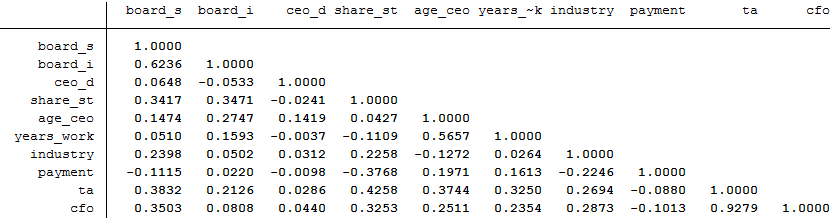 board_s board_i ceo_d share_st age_ceo years_~k industry payment ta cfo
board_s 1.0000
board_i 0.6236 1.0000
ceo_d 0.0648 -0.0533 1.0000
share_st 0.3417 0.3471 -0.0241 1.0000
age_ceo 0.1474 0.2747 0.1419 0.0427 1.0000
years_work 0.0510 0.1593 -0.0037 -0.1109 0.5657 1.0000
industry 0.2398 0.0502 0.0312 0.2258 -0.1272 0.0264 1.0000
payment -0.1115 0.0220 -0.0098 -0.3768 0.1971 0.1613 -0.2246 1.0000
ta 0.3832 0.2126 0.0286 0.4258 0.3744 0.3250 0.2694 -0.0880 1.0000
cfo 0.3503 0.0808 0.0440 0.3253 0.2511 0.2354 0.2873 -0.1013 0.9279 1.0000